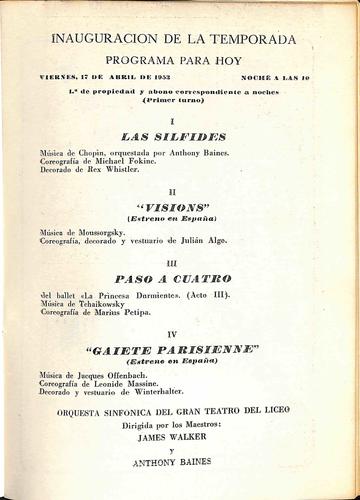 INAUGURACION DE LA TEMPORADA
PROGRAMA PARA HOY
VIERNES, 17 DE ABRIL DE 1953 NOCHE A LAS 10
1.ª de propiedad y abono correspondiente a noches
(Primer turno)
I
LAS SILFIDES
Música de Chopin, orquestada por Anthony Baines.
Coreografía de Michael Fokine.
Decorado de Rex Whistler.
II
"VISIONS"
(Estreno en España)
Música de Moussorgsky.
Coreografía, decorado y vestuario de Julián Algo.
III
PASO A CUATRO
del ballet «La Princesa Durmiente». (Acto III).
Música de Tchaikowsky
Coreografía de Marius Petipa.
IV
"GAIETE PARISIENNE"
(Estreno en España)
Música de Jacques Offenbach.
Coreografía de Leonide Massine.
Decorado y vestuario de Winterhalter.
ORQUESTA SINFONICA DEL GRAN TEATRO DEL LICEO
Dirigida por los Maestros:
JAMES WALKER
y
ANTHONY BAINES